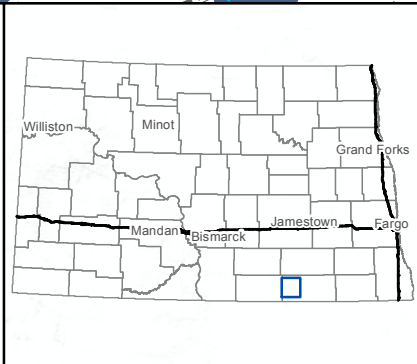 Williston
Minot
Grand Forks
Mandan
Bismarck
Jamestown
Fargo